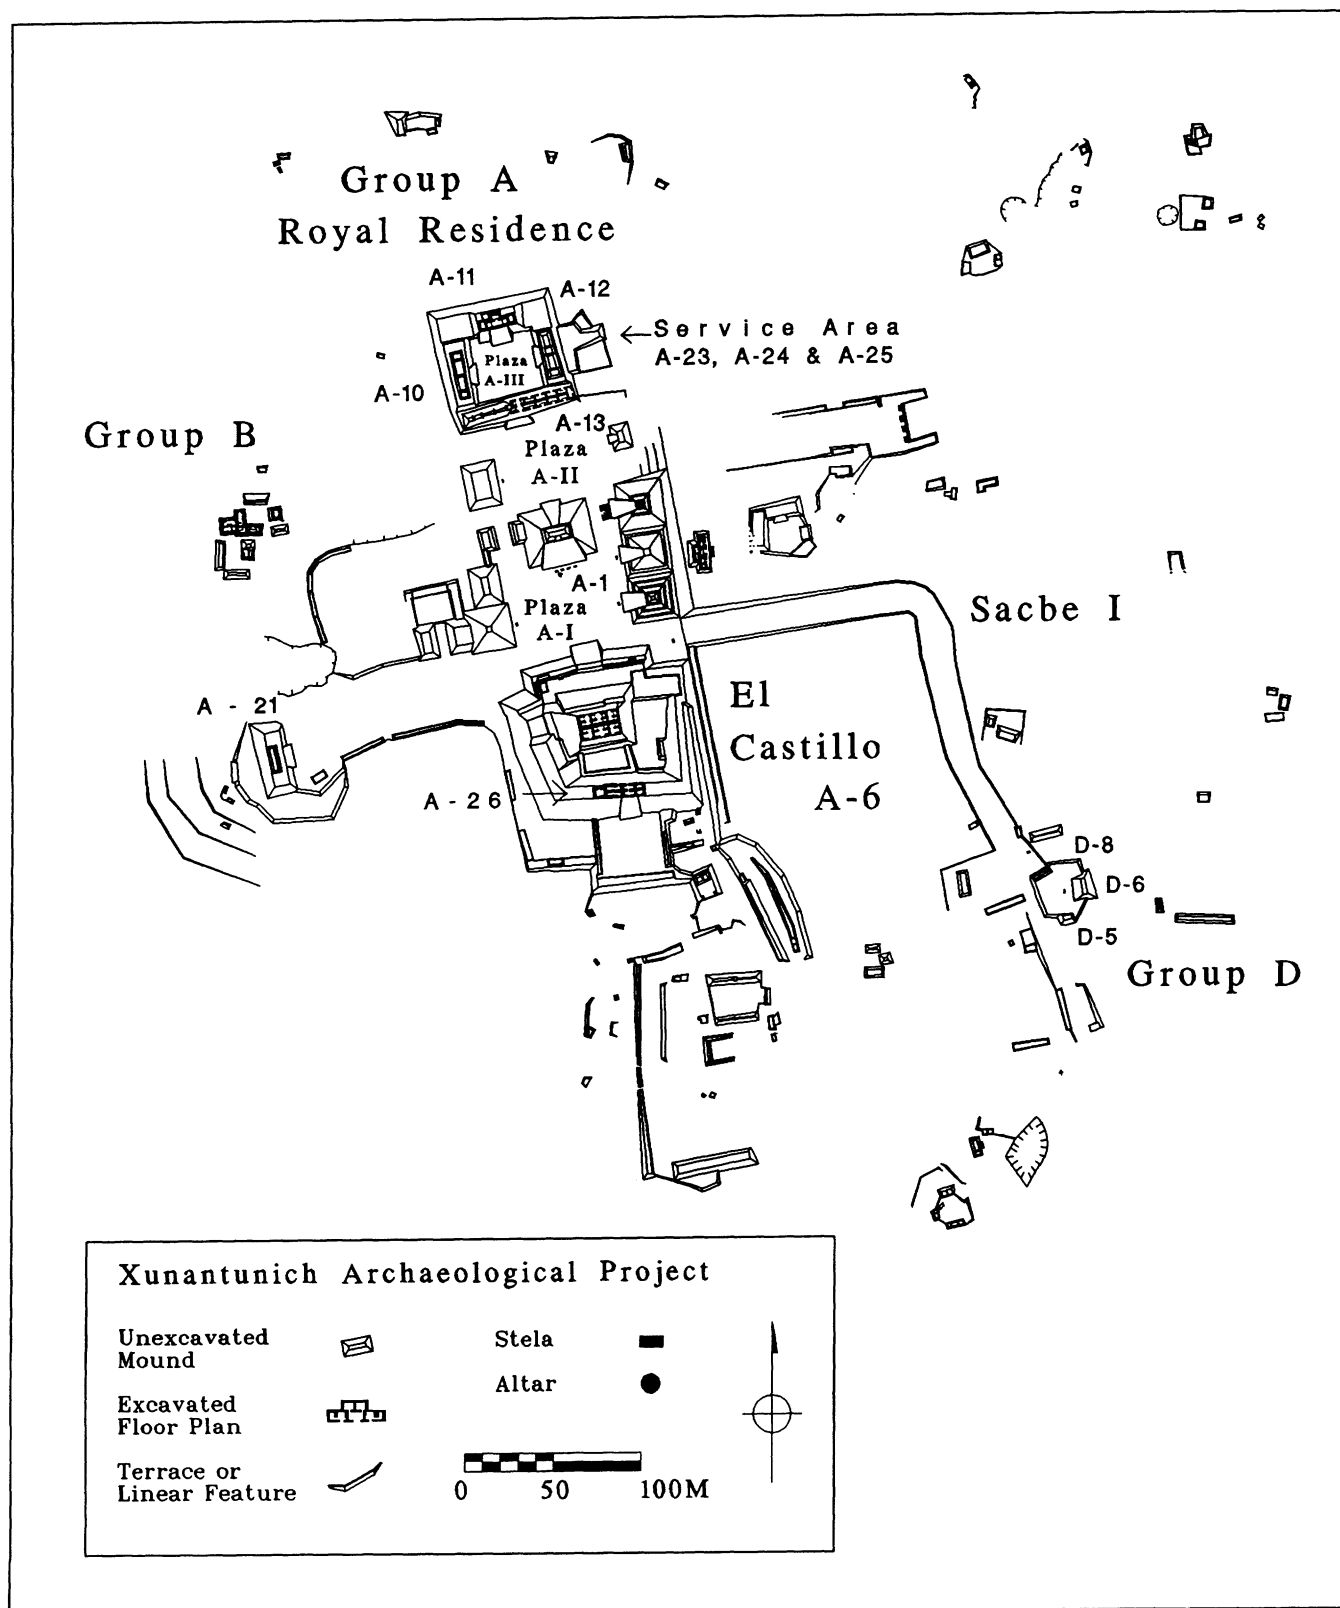 Group A
Royal Residence
A-11
A-12
Service Area
A-23, A-24 & A-25
Plaza
A-III
A-10
A-13
Group B
Plaza
A-II
A-1
Plaza
A-I
Sacbe I
A - 21
El
Castillo
A-6
A - 26
D-8
D-6
D-5
Group D
Xunantunich Archaeological Project
Unexcavated
Mound
Stela
Altar
Excavated
Floor Plan
Terrace or
Linear Feature
0 50 100M